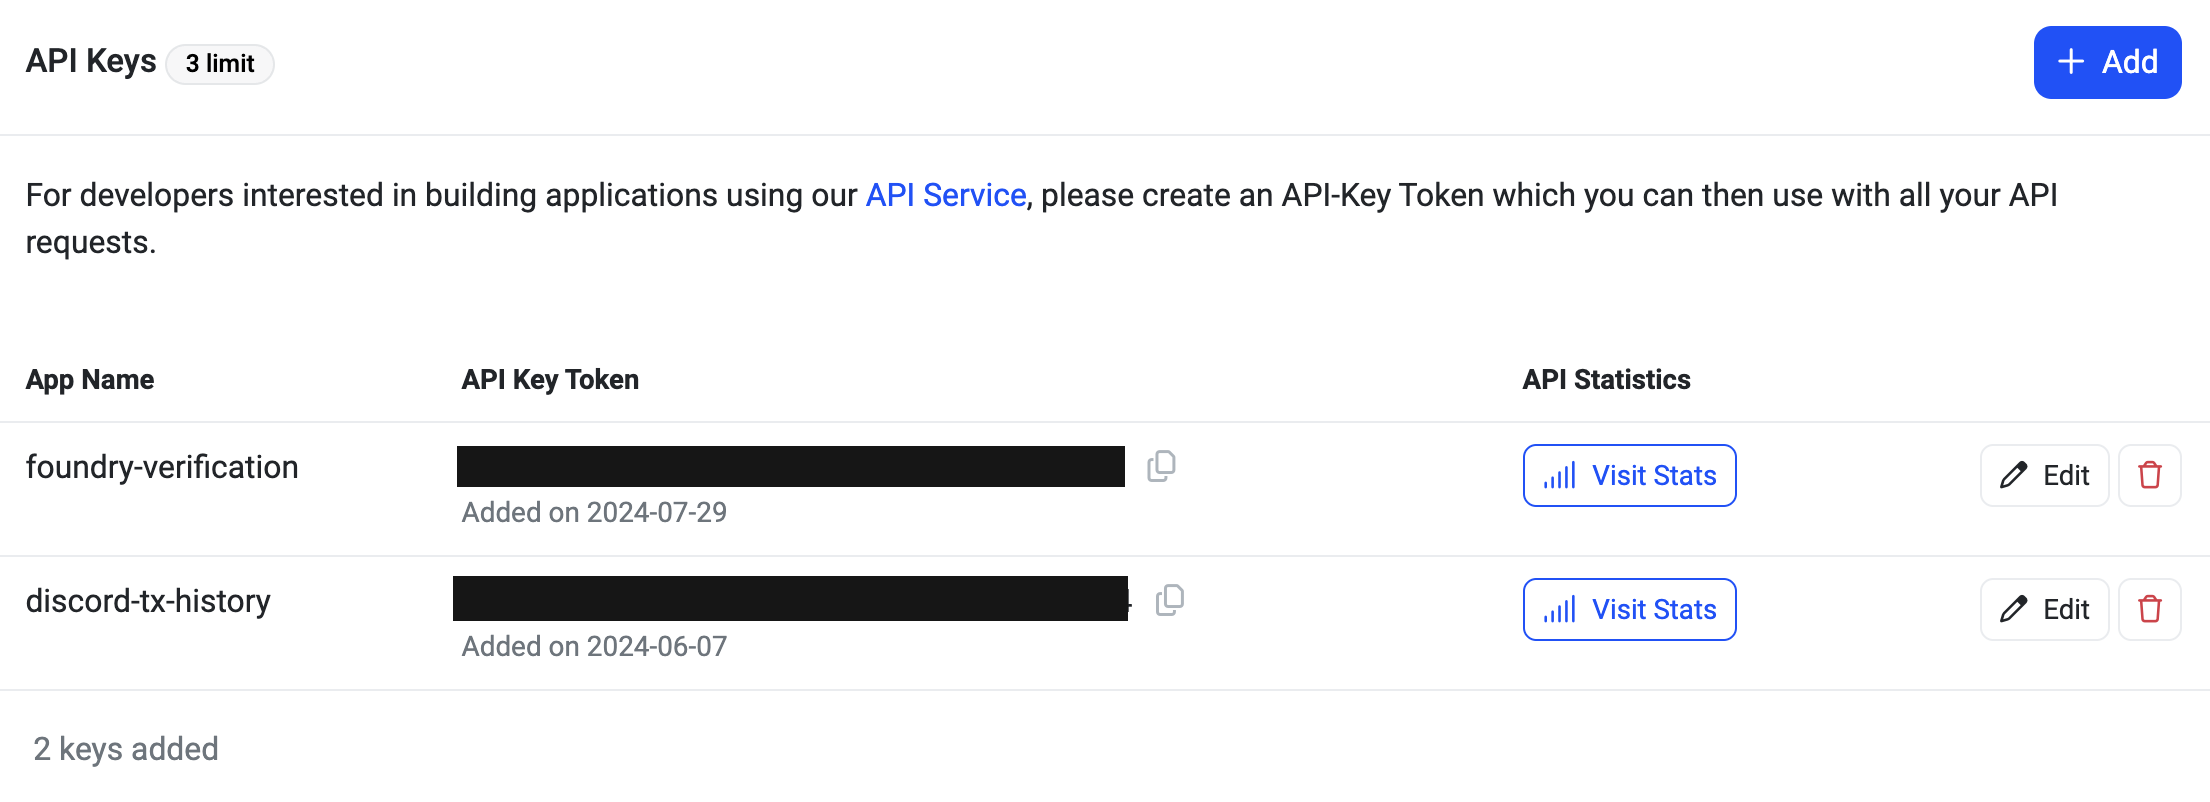 API Keys 3 limit
+ Add
For developers interested in building applications using our API Service, please create an API-Key Token which you can then use with all your API
requests.
App Name API Key Token API Statistics
foundry-verification Visit Stats Edit
Added on 2024-07-29
discord-tx-history Visit Stats Edit
Added on 2024-06-07
2 keys added